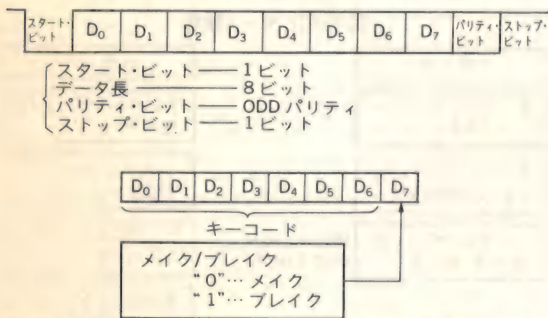 スタート・ビット D0 D1 D2 D3 D4 D5 D6 D7 パリティ・ビット ストップ・ビット
スタート・ビット――1ビット
データ長――8ビット
パリティ・ビット――ODDパリティ
ストップ・ビット――1ビット
D0 D1 D2 D3 D4 D5 D6 D7
キーコード
メイク/ブレイク
"0"… メイク
"1"… ブレイク